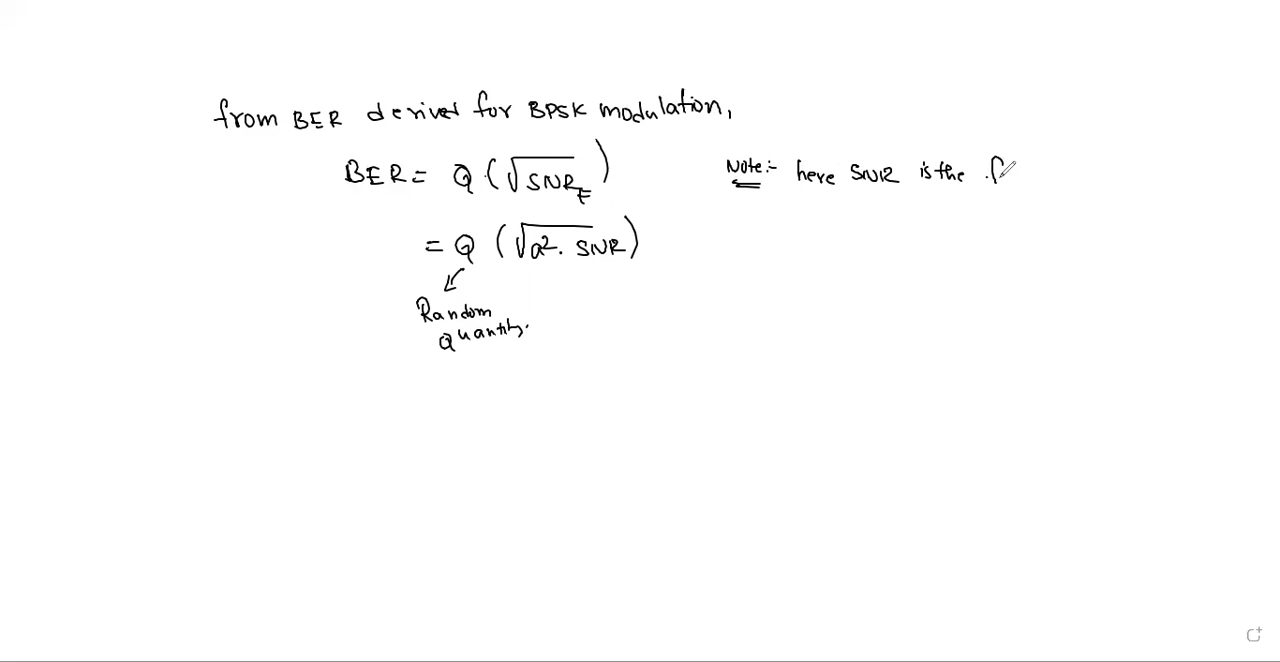 from BER derived for BPSK modulation,
BER = Q (√SNR_F)
Note:- here SNR is the
= Q (√a². SNR)
Random
Quantity.